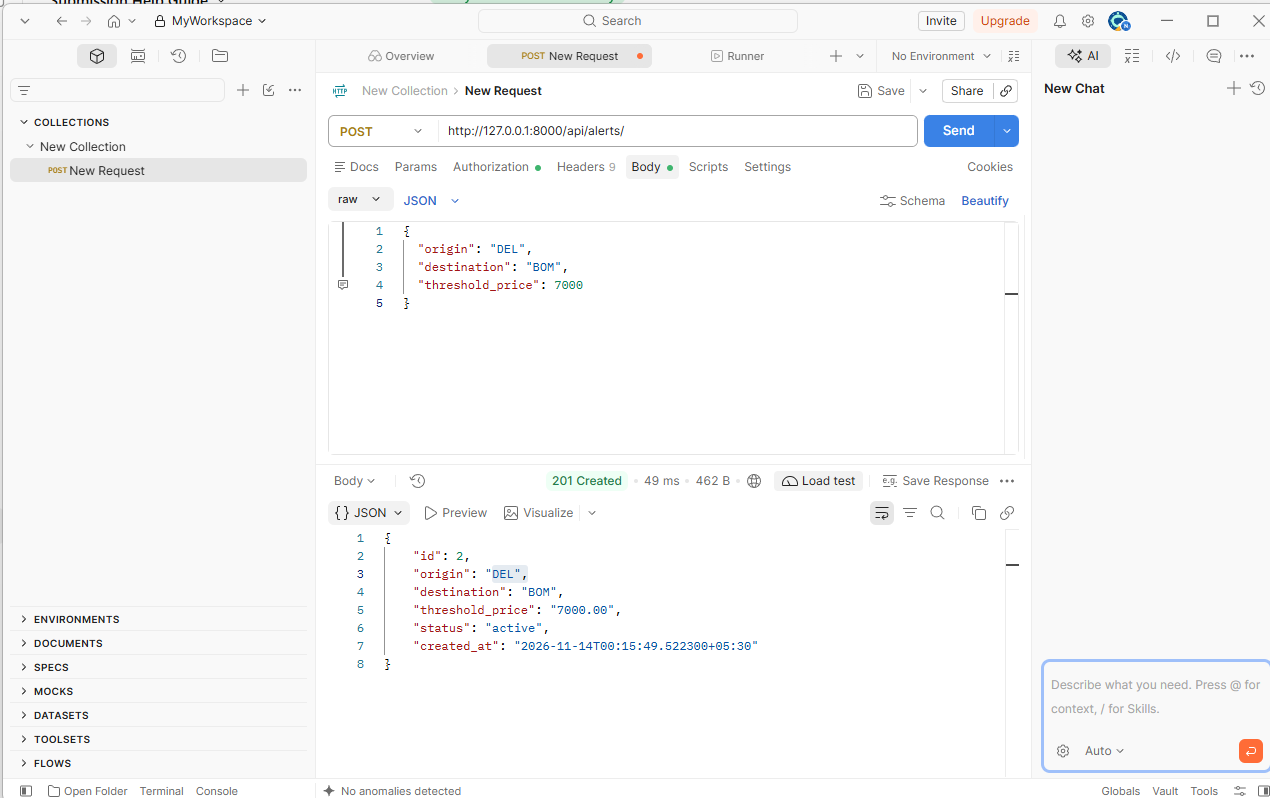 Submission Help Guide
MyWorkspace
Search
Invite
Upgrade
Overview
POST New Request
Runner
No Environment
AI
New Collection > New Request
Save
Share
New Chat
COLLECTIONS
New Collection
POST New Request
POST
http://127.0.0.1:8000/api/alerts/
Send
Docs
Params
Authorization
Headers 9
Body
Scripts
Settings
Cookies
raw
JSON
Schema
Beautify
1 {
2 "origin": "DEL",
3 "destination": "BOM",
4 "threshold_price": 7000
5 }
Body
201 Created
49 ms
462 B
Load test
e.g. Save Response
{} JSON
Preview
Visualize
1 {
2 "id": 2,
3 "origin": "DEL",
4 "destination": "BOM",
5 "threshold_price": "7000.00",
6 "status": "active",
7 "created_at": "2026-11-14T00:15:49.522300+05:30"
8 }
ENVIRONMENTS
DOCUMENTS
SPECS
MOCKS
DATASETS
TOOLSETS
FLOWS
Describe what you need. Press @ for
context, / for Skills.
Auto
Open Folder
Terminal
Console
No anomalies detected
Globals
Vault
Tools